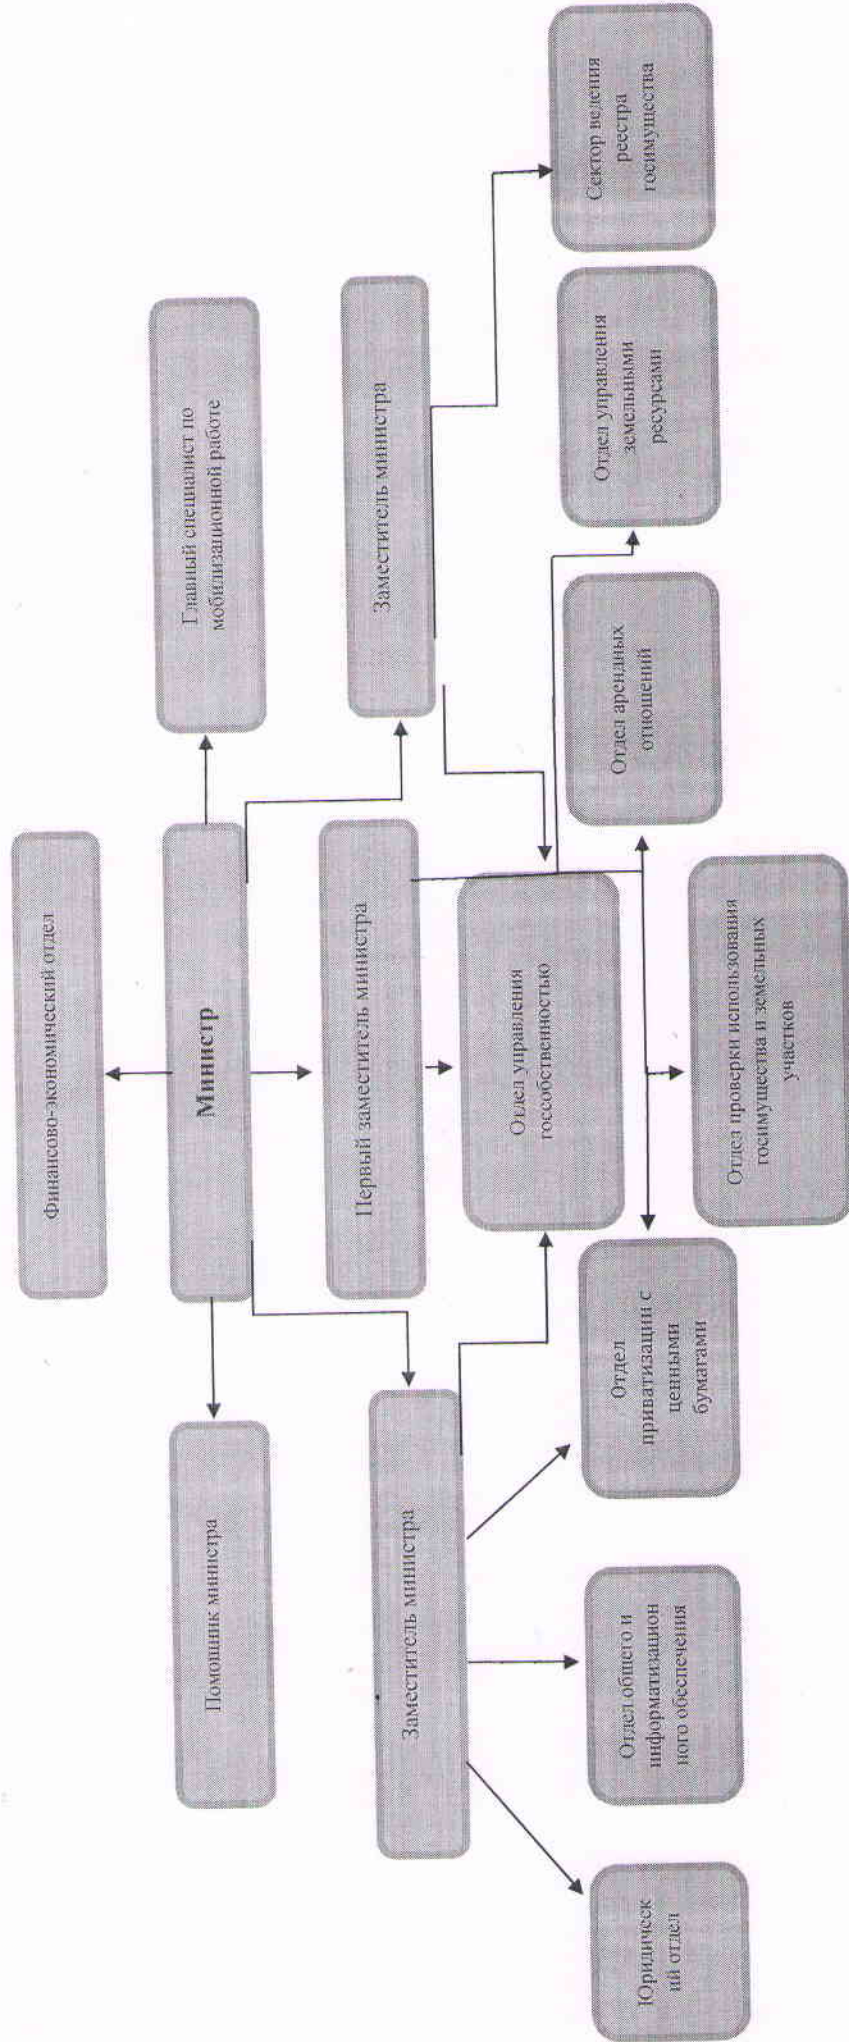 Финансово-экономический отдел
Помощник министра
Министр
Главный специалист по
мобилизационной работе
Заместитель министра
Первый заместитель министра
Заместитель министра
Отдел управления
госсобственностью
Юридическ
ий отдел
Отдел общего и
информатизацион
ного обеспечения
Отдел
приватизации с
ценными
бумагами
Отдел проверки использования
госимущества и земельных
участков
Отдел арендных
отношений
Отдел управления
земельными
ресурсами
Сектор ведения
реестра
госимущества